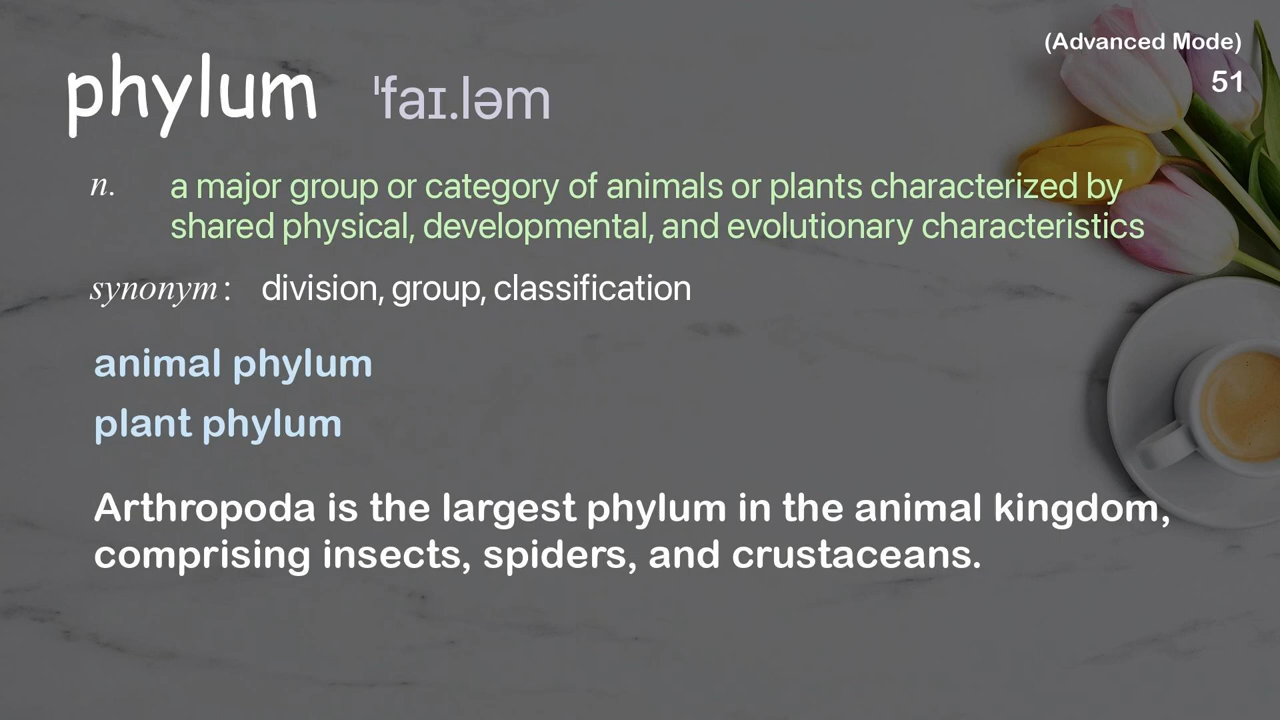 (Advanced Mode)
phylum ˈfaɪ.ləm
51
n. a major group or category of animals or plants characterized by
shared physical, developmental, and evolutionary characteristics
synonym: division, group, classification
animal phylum
plant phylum
Arthropoda is the largest phylum in the animal kingdom,
comprising insects, spiders, and crustaceans.